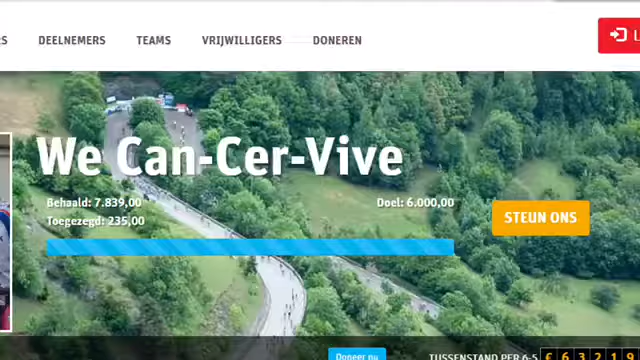 DEELNEMERS TEAMS VRIJWILLIGERS DONEREN
We Can-Cer-Vive
Behaald: 7.839,00 Doel: 6.000,00
Toegezegd: 235,00
STEUN ONS
Doneer nu TUSSENSTAND PER 6-5 € 6 3 2 1 9